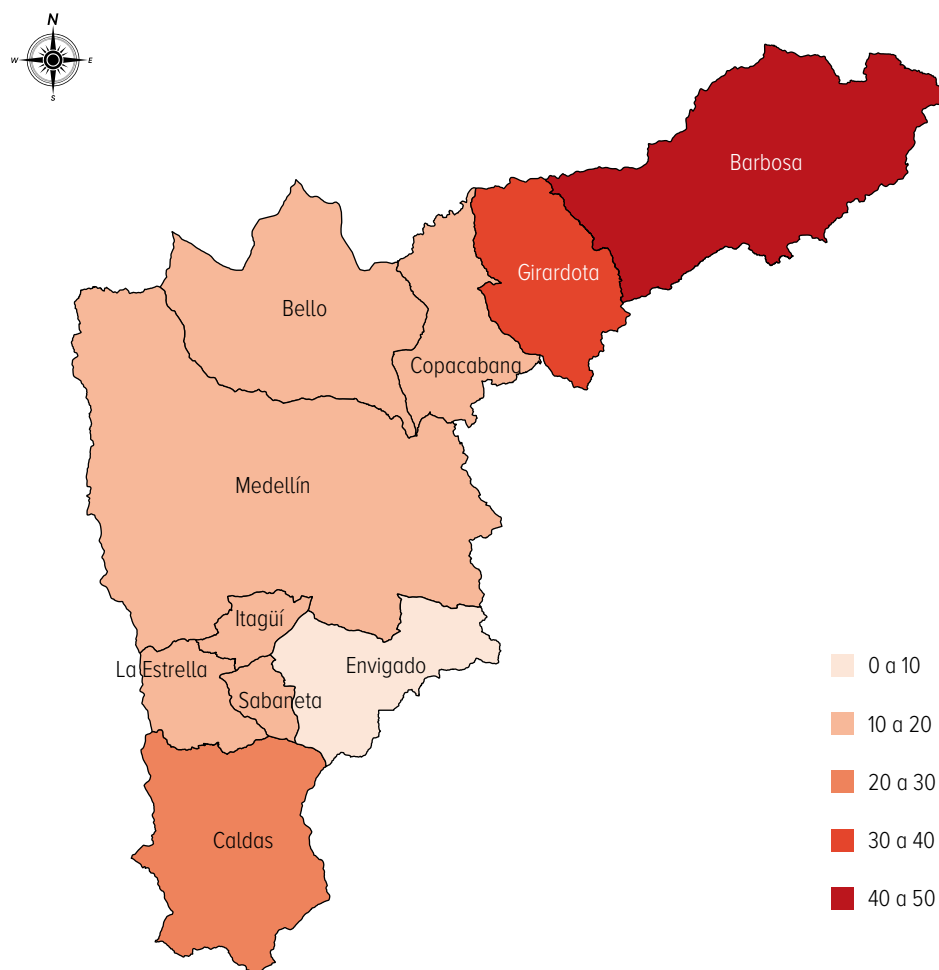 N
W
E
S
Barbosa
Girardota
Bello
Copacabana
Medellín
Itagüí
La Estrella
Envigado
Sabaneta
Caldas
0 a 10
10 a 20
20 a 30
30 a 40
40 a 50